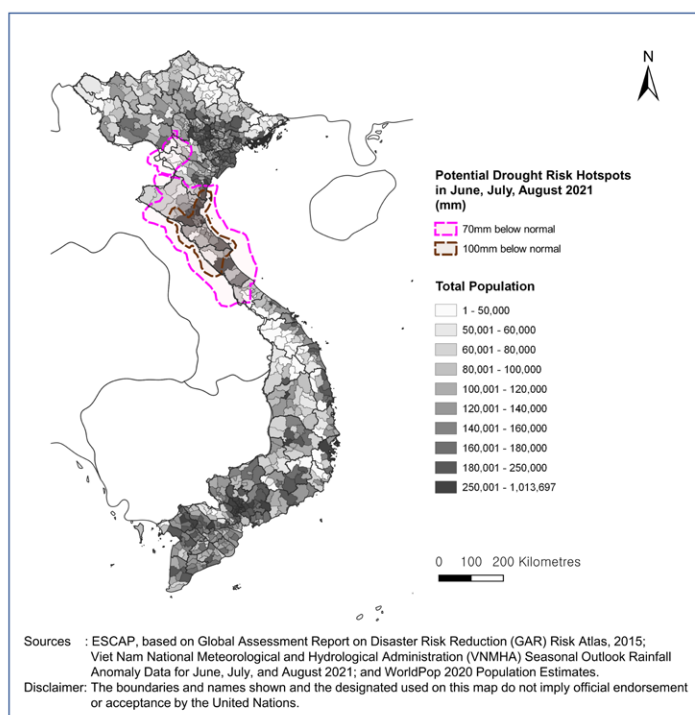 N
Potential Drought Risk Hotspots
in June, July, August 2021
(mm)
70mm below normal
100mm below normal
Total Population
1 - 50,000
50,001 - 60,000
60,001 - 80,000
80,001 - 100,000
100,001 - 120,000
120,001 - 140,000
140,001 - 160,000
160,001 - 180,000
180,001 - 250,000
250,001 - 1,013,697
0 100 200 Kilometres
Sources : ESCAP, based on Global Assessment Report on Disaster Risk Reduction (GAR) Risk Atlas, 2015;
Viet Nam National Meteorological and Hydrological Administration (VNMHA) Seasonal Outlook Rainfall
Anomaly Data for June, July, and August 2021; and WorldPop 2020 Population Estimates.
Disclaimer: The boundaries and names shown and the designated used on this map do not imply official endorsement
or acceptance by the United Nations.